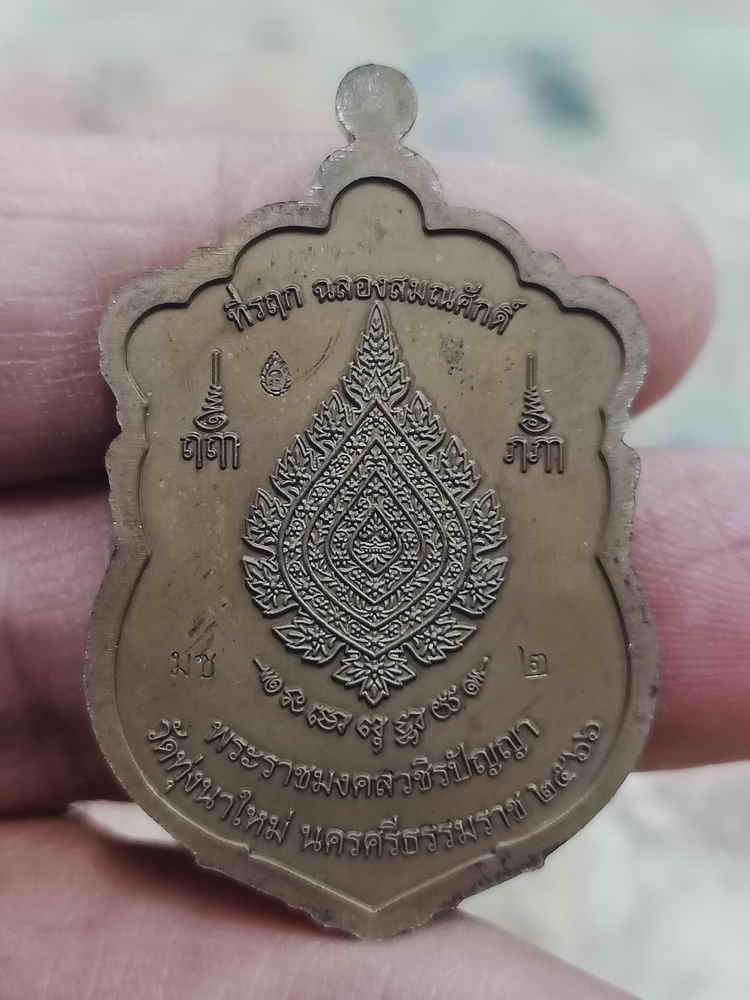 ที่รฤก ฉลองสมณศักดิ์
ฤฤๅ
ฦฦๅ
มช
๒
พระราชมงคลวชิรปัญญา
วัดทุ่งนาใหม่ นครศรีธรรมราช ๒๕๖๖